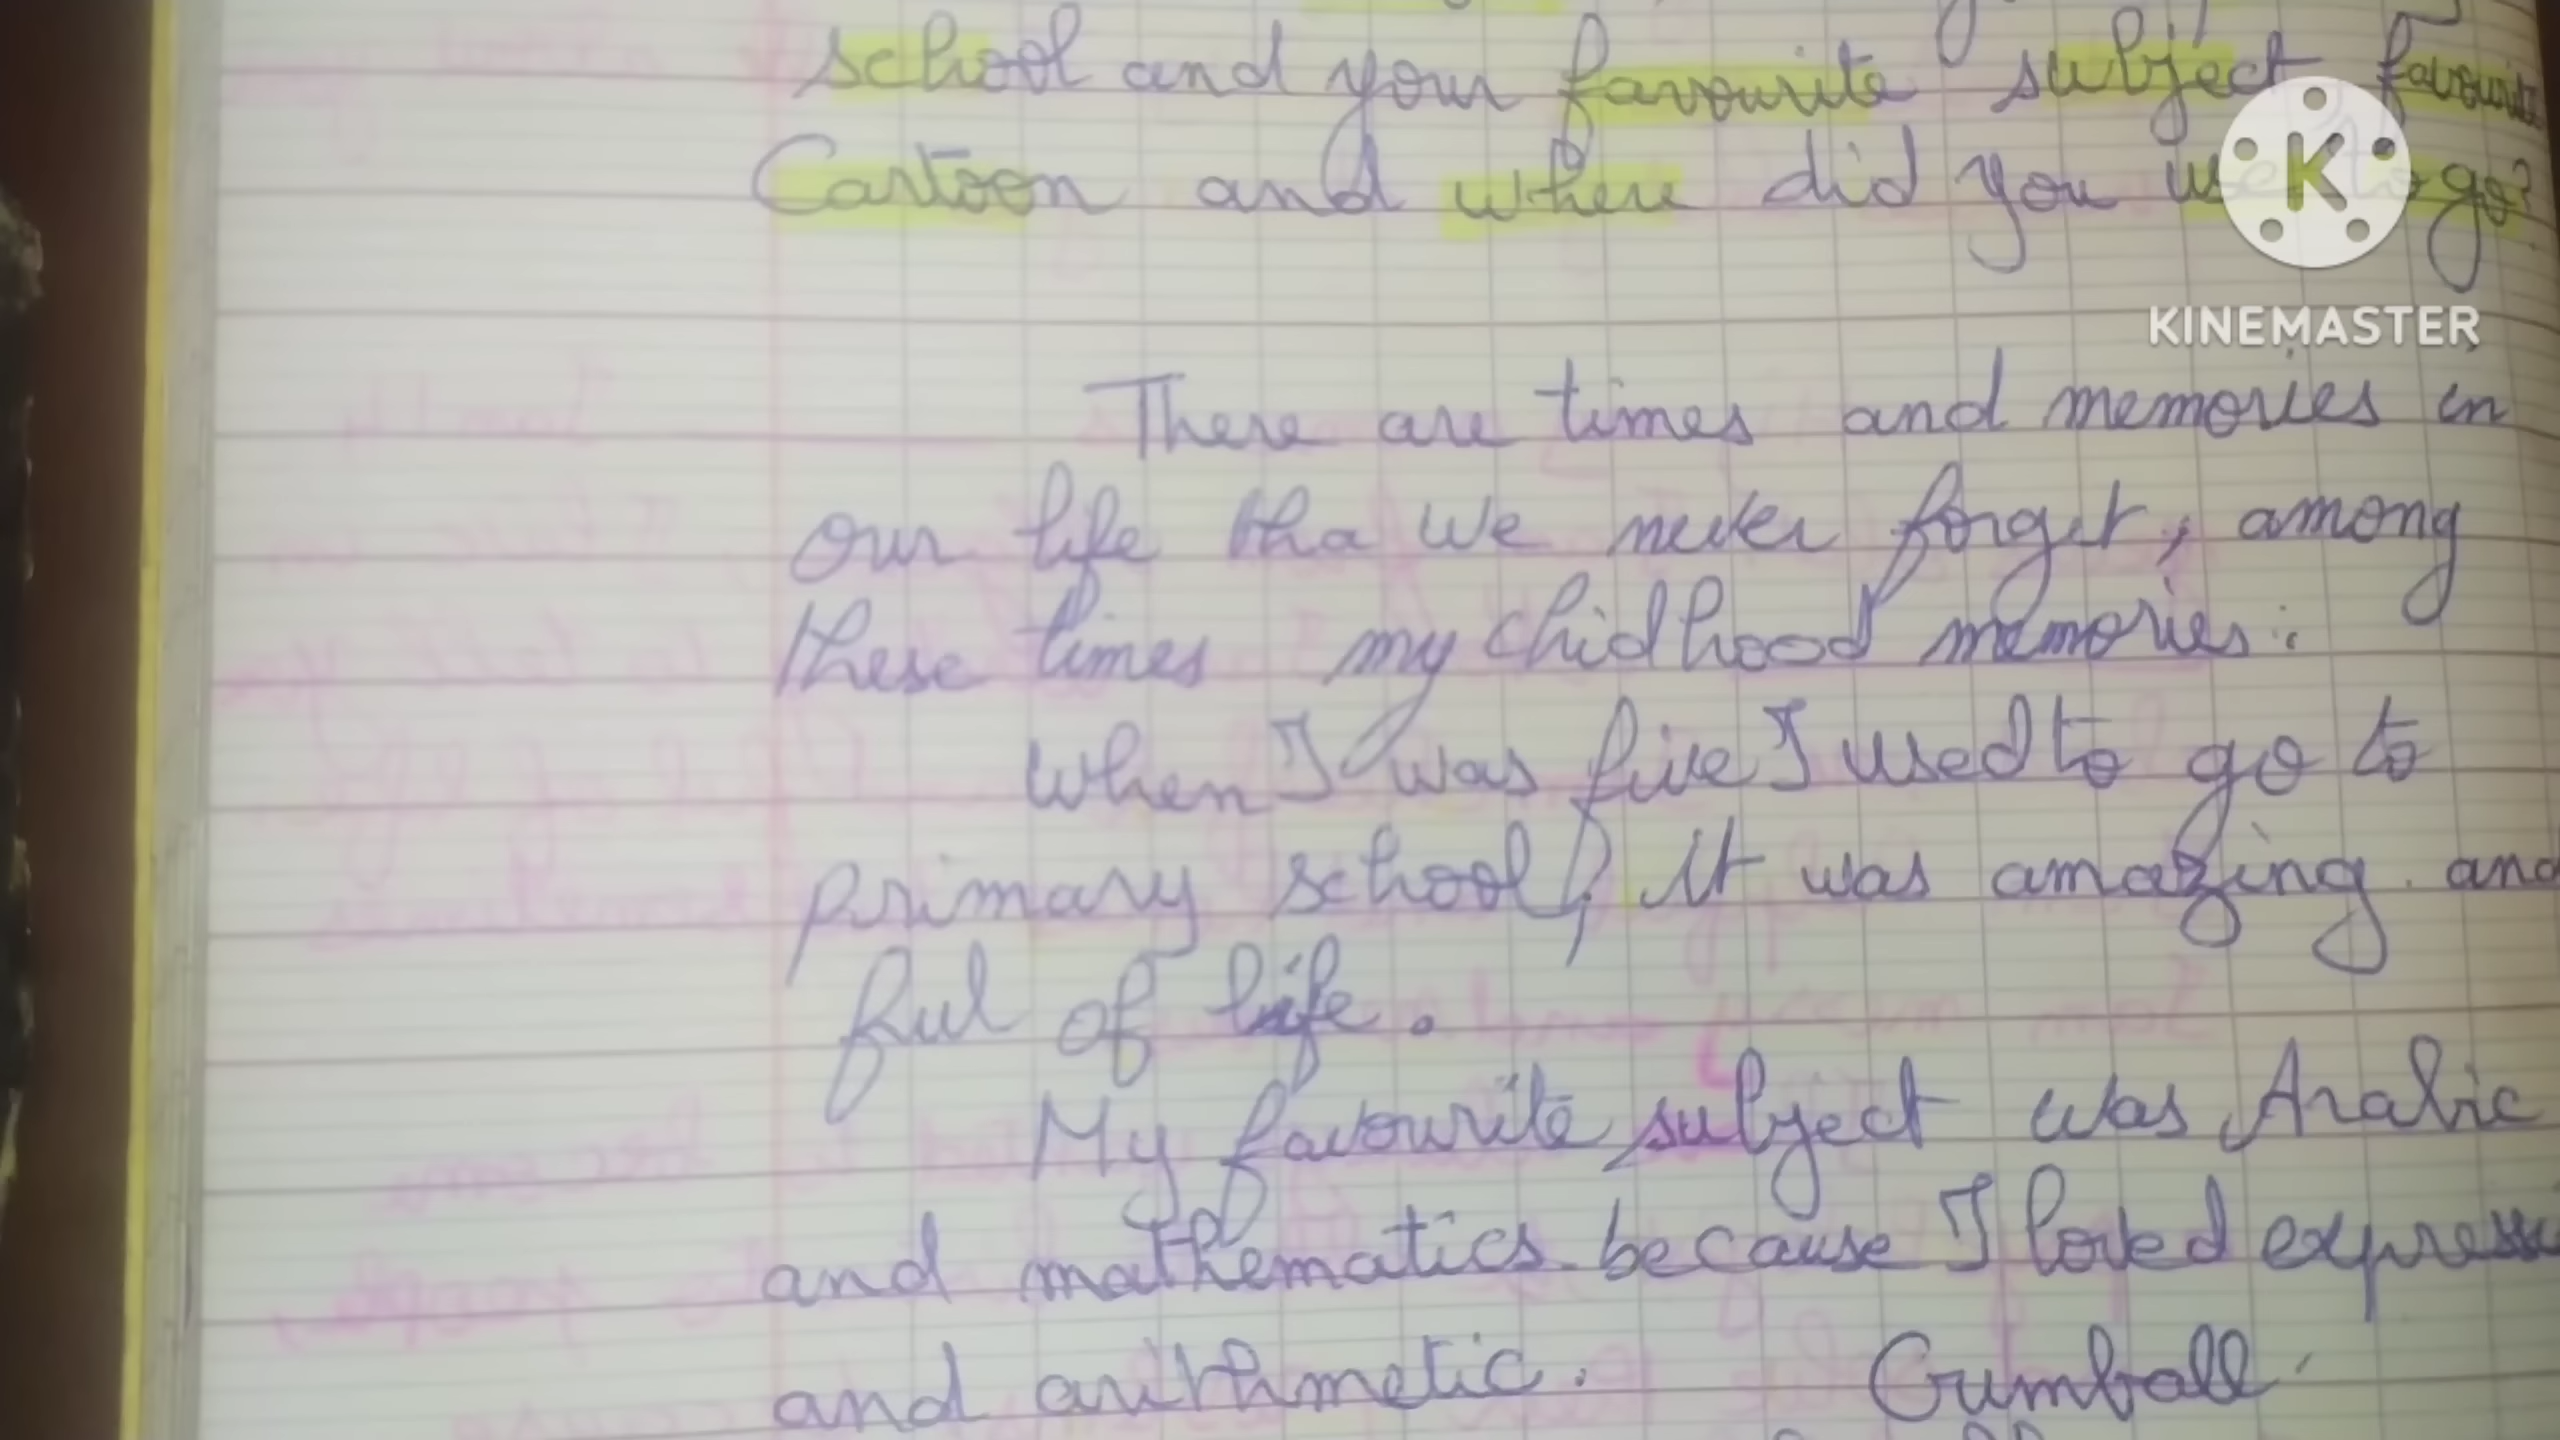 school and your favourite subject favourite
Cartoon and where did you used to go?
KINEMASTER
There are times and memories in
our life tha we never forget, among
these times my chidhood memories.
when I was five I used to go to
primary school, it was amazing and
ful of life.
My favourite subject was Arabic
and mathematics because I loved
and arithmetic. Gumball